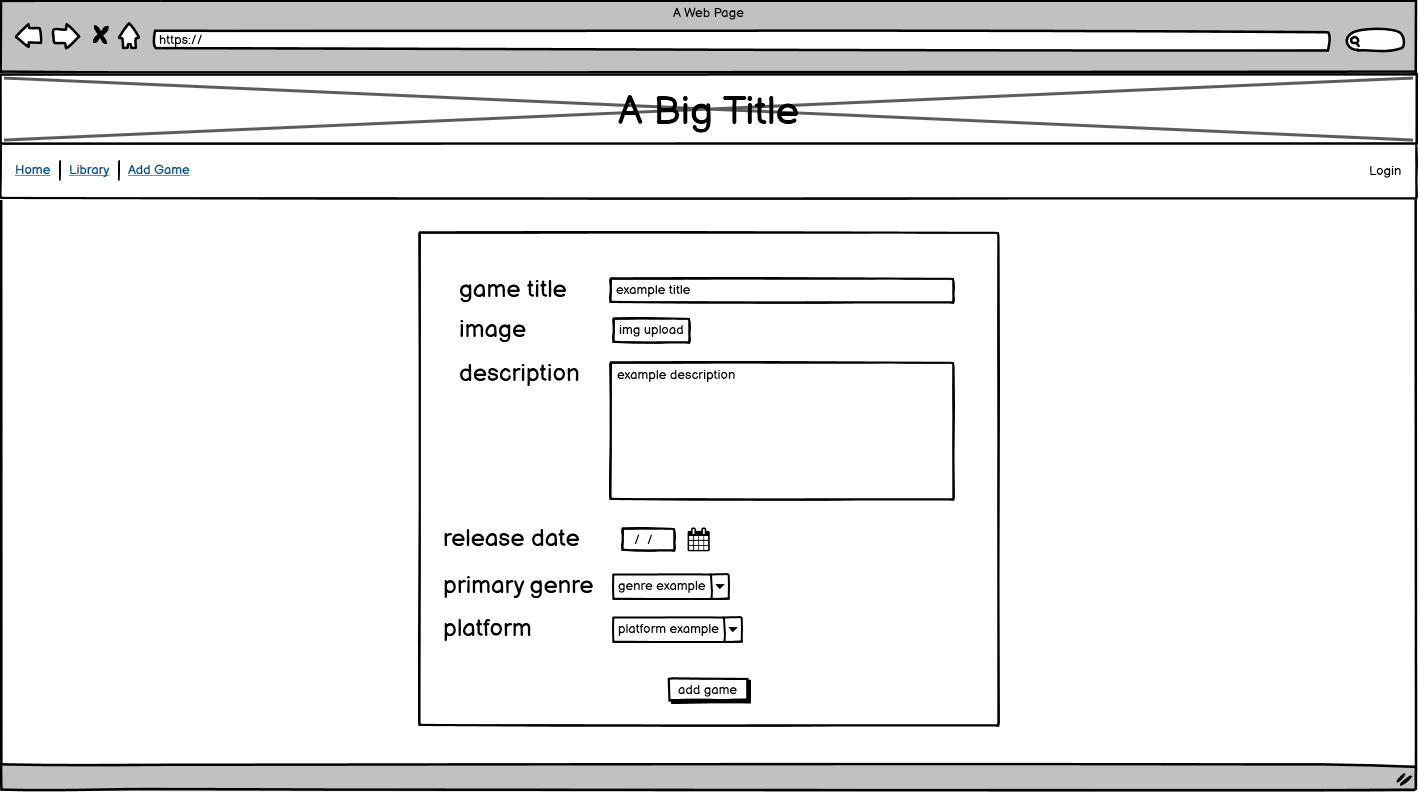 A Web Page
https://
A Big Title
Home Library Add Game Login
game title example title
image img upload
description example description
release date / /
primary genre genre example
platform platform example
add game